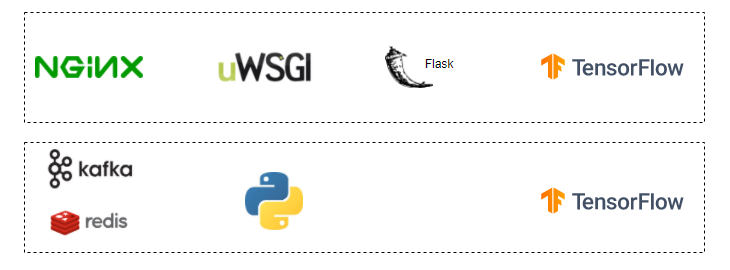 NGINX
uWSGI
Flask
TensorFlow
kafka
redis
TensorFlow